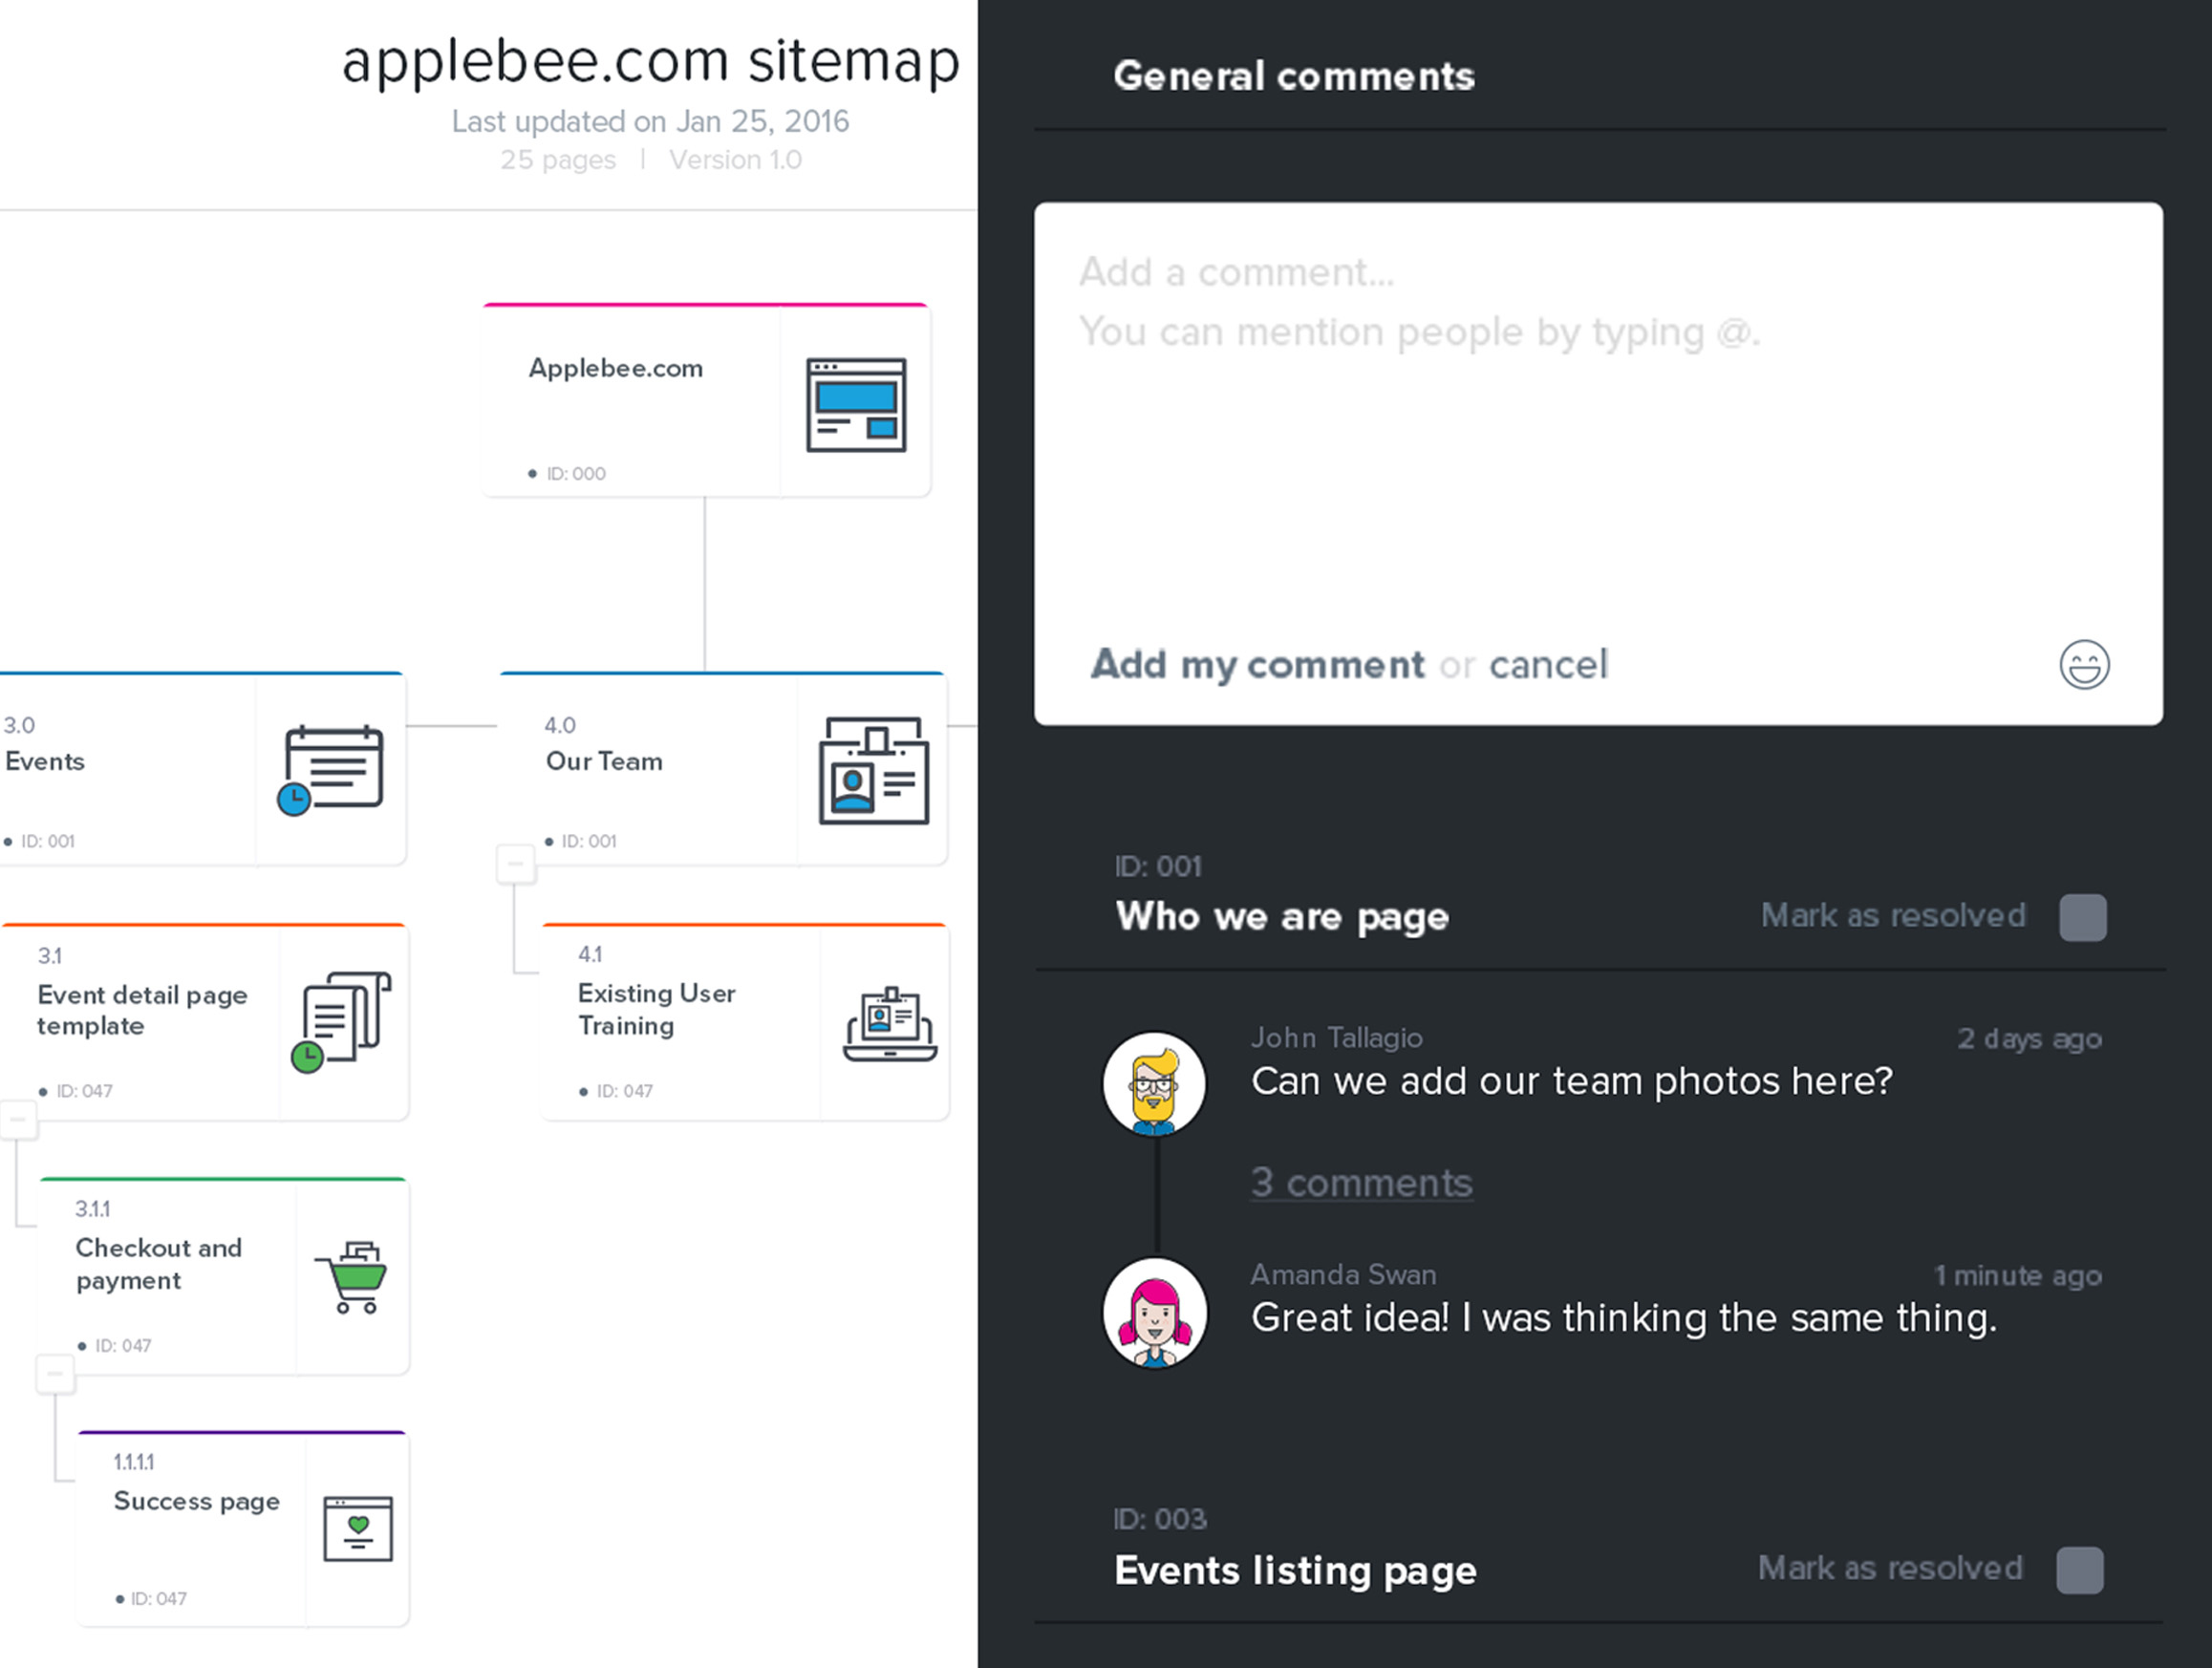 applebee.com sitemap
Last updated on Jan 25, 2016
25 pages | Version 1.0
Applebee.com
ID: 000
3.0
Events
ID: 001
4.0
Our Team
ID: 001
3.1
Event detail page
template
ID: 047
4.1
Existing User
Training
ID: 047
3.1.1
Checkout and
payment
ID: 047
1.1.1.1
Success page
ID: 047
General comments
Add a comment...
You can mention people by typing @.
Add my comment or cancel
ID: 001
Who we are page
Mark as resolved
John Tallagio
2 days ago
Can we add our team photos here?
3 comments
Amanda Swan
1 minute ago
Great idea! I was thinking the same thing.
ID: 003
Events listing page
Mark as resolved